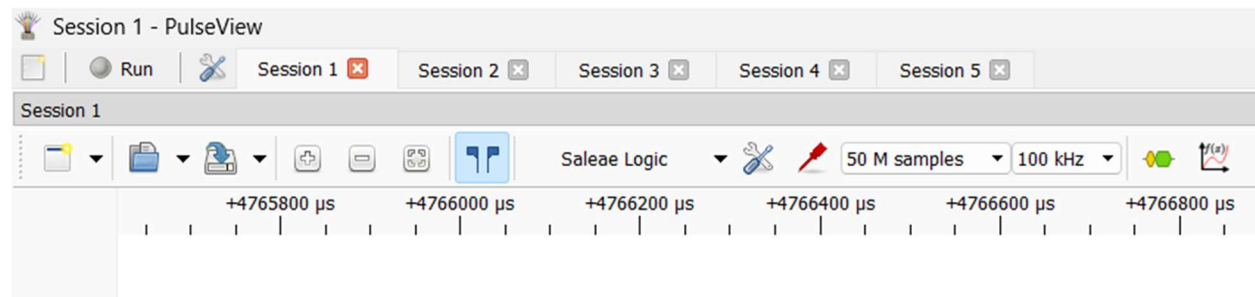 Session 1 - PulseView
Run Session 1 Session 2 Session 3 Session 4 Session 5
Session 1
Saleae Logic 50 M samples 100 kHz f(x)
+4765800 µs +4766000 µs +4766200 µs +4766400 µs +4766600 µs +4766800 µs